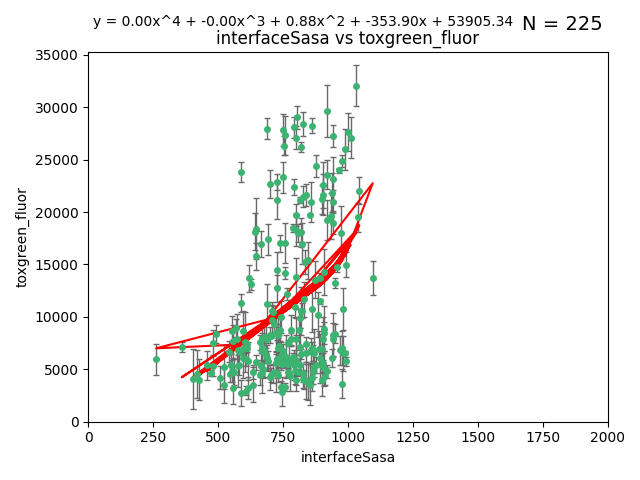 y = 0.00x^4 + -0.00x^3 + 0.88x^2 + -353.90x + 53905.34 N = 225
interfaceSasa vs toxgreen_fluor
35000
30000
25000
20000
15000
10000
5000
0
toxgreen_fluor
0 250 500 750 1000 1250 1500 1750 2000
interfaceSasa